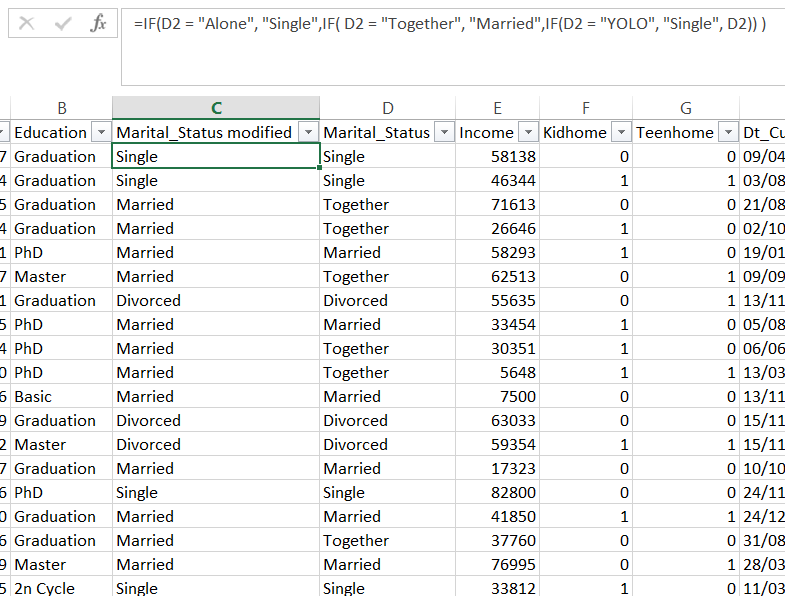 fx =IF(D2 = "Alone", "Single",IF( D2 = "Together", "Married",IF(D2 = "YOLO", "Single", D2)) )
B C D E F G
Education Marital_Status modified Marital_Status Income Kidhome Teenhome Dt_Cu
7 Graduation Single Single 58138 0 0 09/04
4 Graduation Single Single 46344 1 1 03/08
5 Graduation Married Together 71613 0 0 21/08
4 Graduation Married Together 26646 1 0 02/10
1 PhD Married Married 58293 1 0 19/01
7 Master Married Together 62513 0 1 09/09
1 Graduation Divorced Divorced 55635 0 1 13/11
5 PhD Married Married 33454 1 0 05/08
4 PhD Married Together 30351 1 0 06/06
0 PhD Married Together 5648 1 1 13/03
6 Basic Married Married 7500 0 0 13/11
9 Graduation Divorced Divorced 63033 0 0 15/11
2 Master Divorced Divorced 59354 1 1 15/11
7 Graduation Married Married 17323 0 0 10/10
6 PhD Single Single 82800 0 0 24/11
0 Graduation Married Married 41850 1 1 24/12
6 Graduation Married Together 37760 0 0 31/08
9 Master Married Married 76995 0 1 28/03
5 2n Cycle Single Single 33812 1 0 11/03